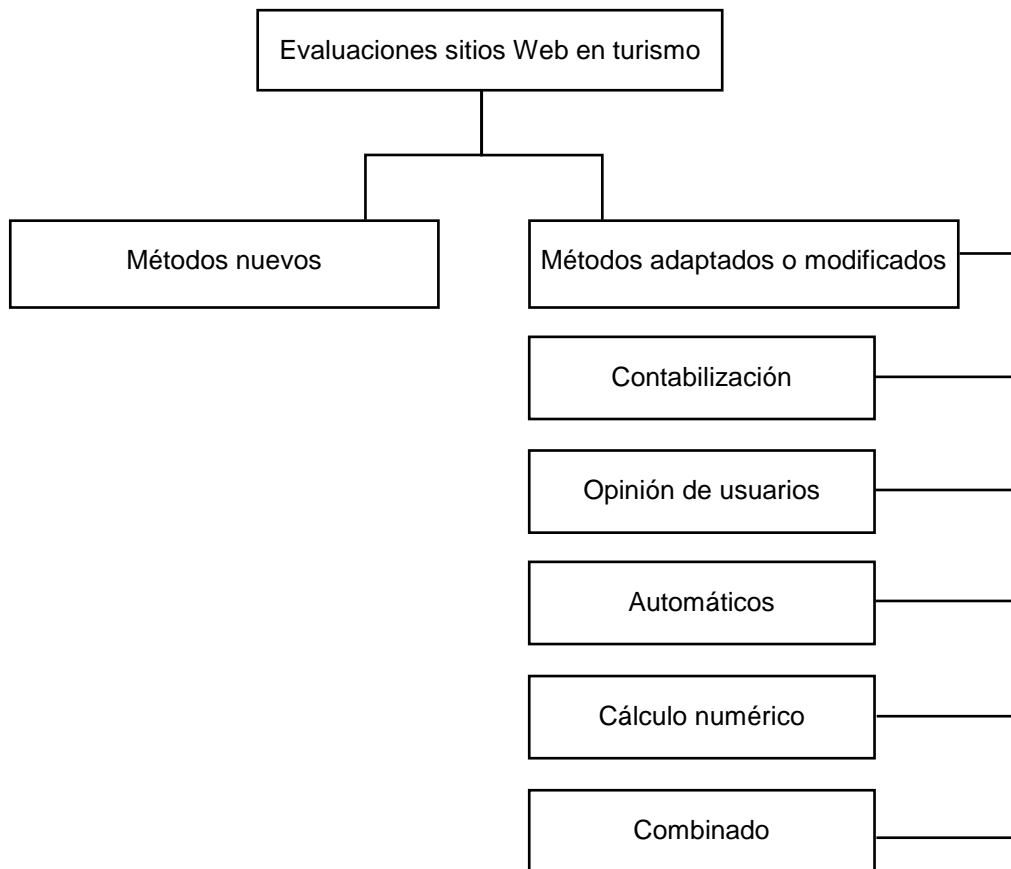 Evaluaciones sitios Web en turismo
Métodos nuevos
Métodos adaptados o modificados
Contabilización
Opinión de usuarios
Automáticos
Cálculo numérico
Combinado